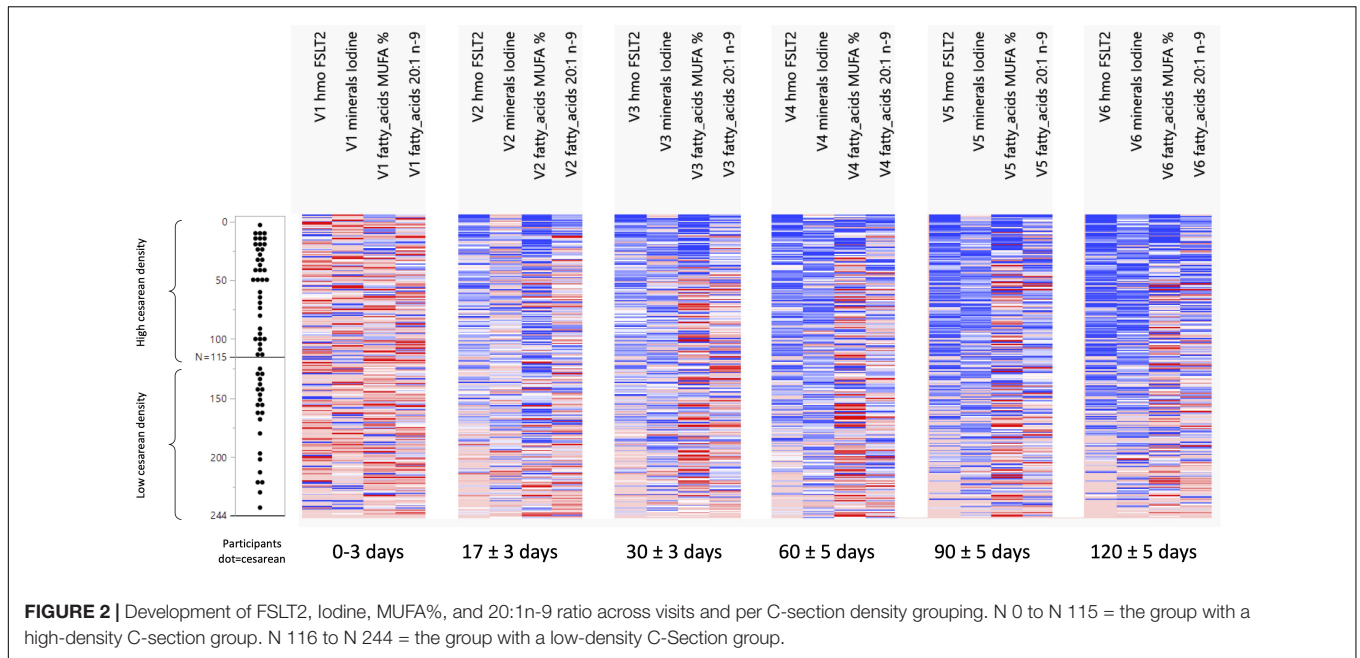 V1 hmo FSLT2
V1 minerals Iodine
V1 fatty_acids MUFA %
V1 fatty_acids 20:1 n-9
V2 hmo FSLT2
V2 minerals Iodine
V2 fatty_acids MUFA %
V2 fatty_acids 20:1 n-9
V3 hmo FSLT2
V3 minerals Iodine
V3 fatty_acids MUFA %
V3 fatty_acids 20:1 n-9
V4 hmo FSLT2
V4 minerals Iodine
V4 fatty_acids MUFA %
V4 fatty_acids 20:1 n-9
V5 hmo FSLT2
V5 minerals Iodine
V5 fatty_acids MUFA %
V5 fatty_acids 20:1 n-9
V6 hmo FSLT2
V6 minerals Iodine
V6 fatty_acids MUFA %
V6 fatty_acids 20:1 n-9
High cesarean density
Low cesarean density
0
50
100
N=115
150
200
244
Participants
dot=cesarean
0-3 days
17 ± 3 days
30 ± 3 days
60 ± 5 days
90 ± 5 days
120 ± 5 days
FIGURE 2 | Development of FSLT2, Iodine, MUFA%, and 20:1n-9 ratio across visits and per C-section density grouping. N 0 to N 115 = the group with a
high-density C-section group. N 116 to N 244 = the group with a low-density C-Section group.